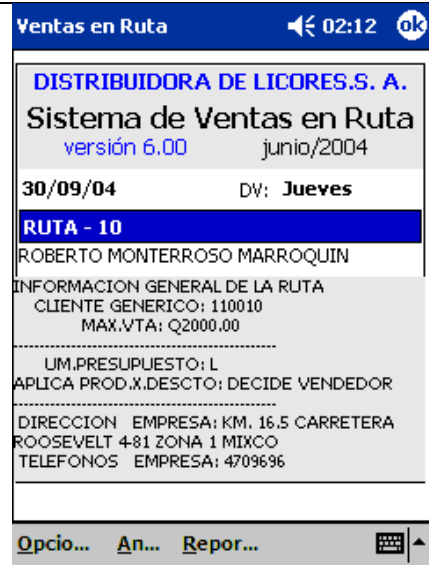 Ventas en Ruta 02:12 ok
DISTRIBUIDORA DE LICORES.S. A.
Sistema de Ventas en Ruta
versión 6.00 junio/2004
30/09/04 DV: Jueves
RUTA - 10
ROBERTO MONTERROSO MARROQUIN
INFORMACION GENERAL DE LA RUTA
CLIENTE GENERICO: 110010
MAX.VTA: Q2000.00
---------------------------------------------
UM.PRESUPUESTO: L
APLICA PROD.X.DESCTO: DECIDE VENDEDOR
---------------------------------------------
DIRECCION EMPRESA: KM. 16.5 CARRETERA
ROOSEVELT 4-81 ZONA 1 MIXCO
TELEFONOS EMPRESA: 4709696
Opcio... An... Repor...